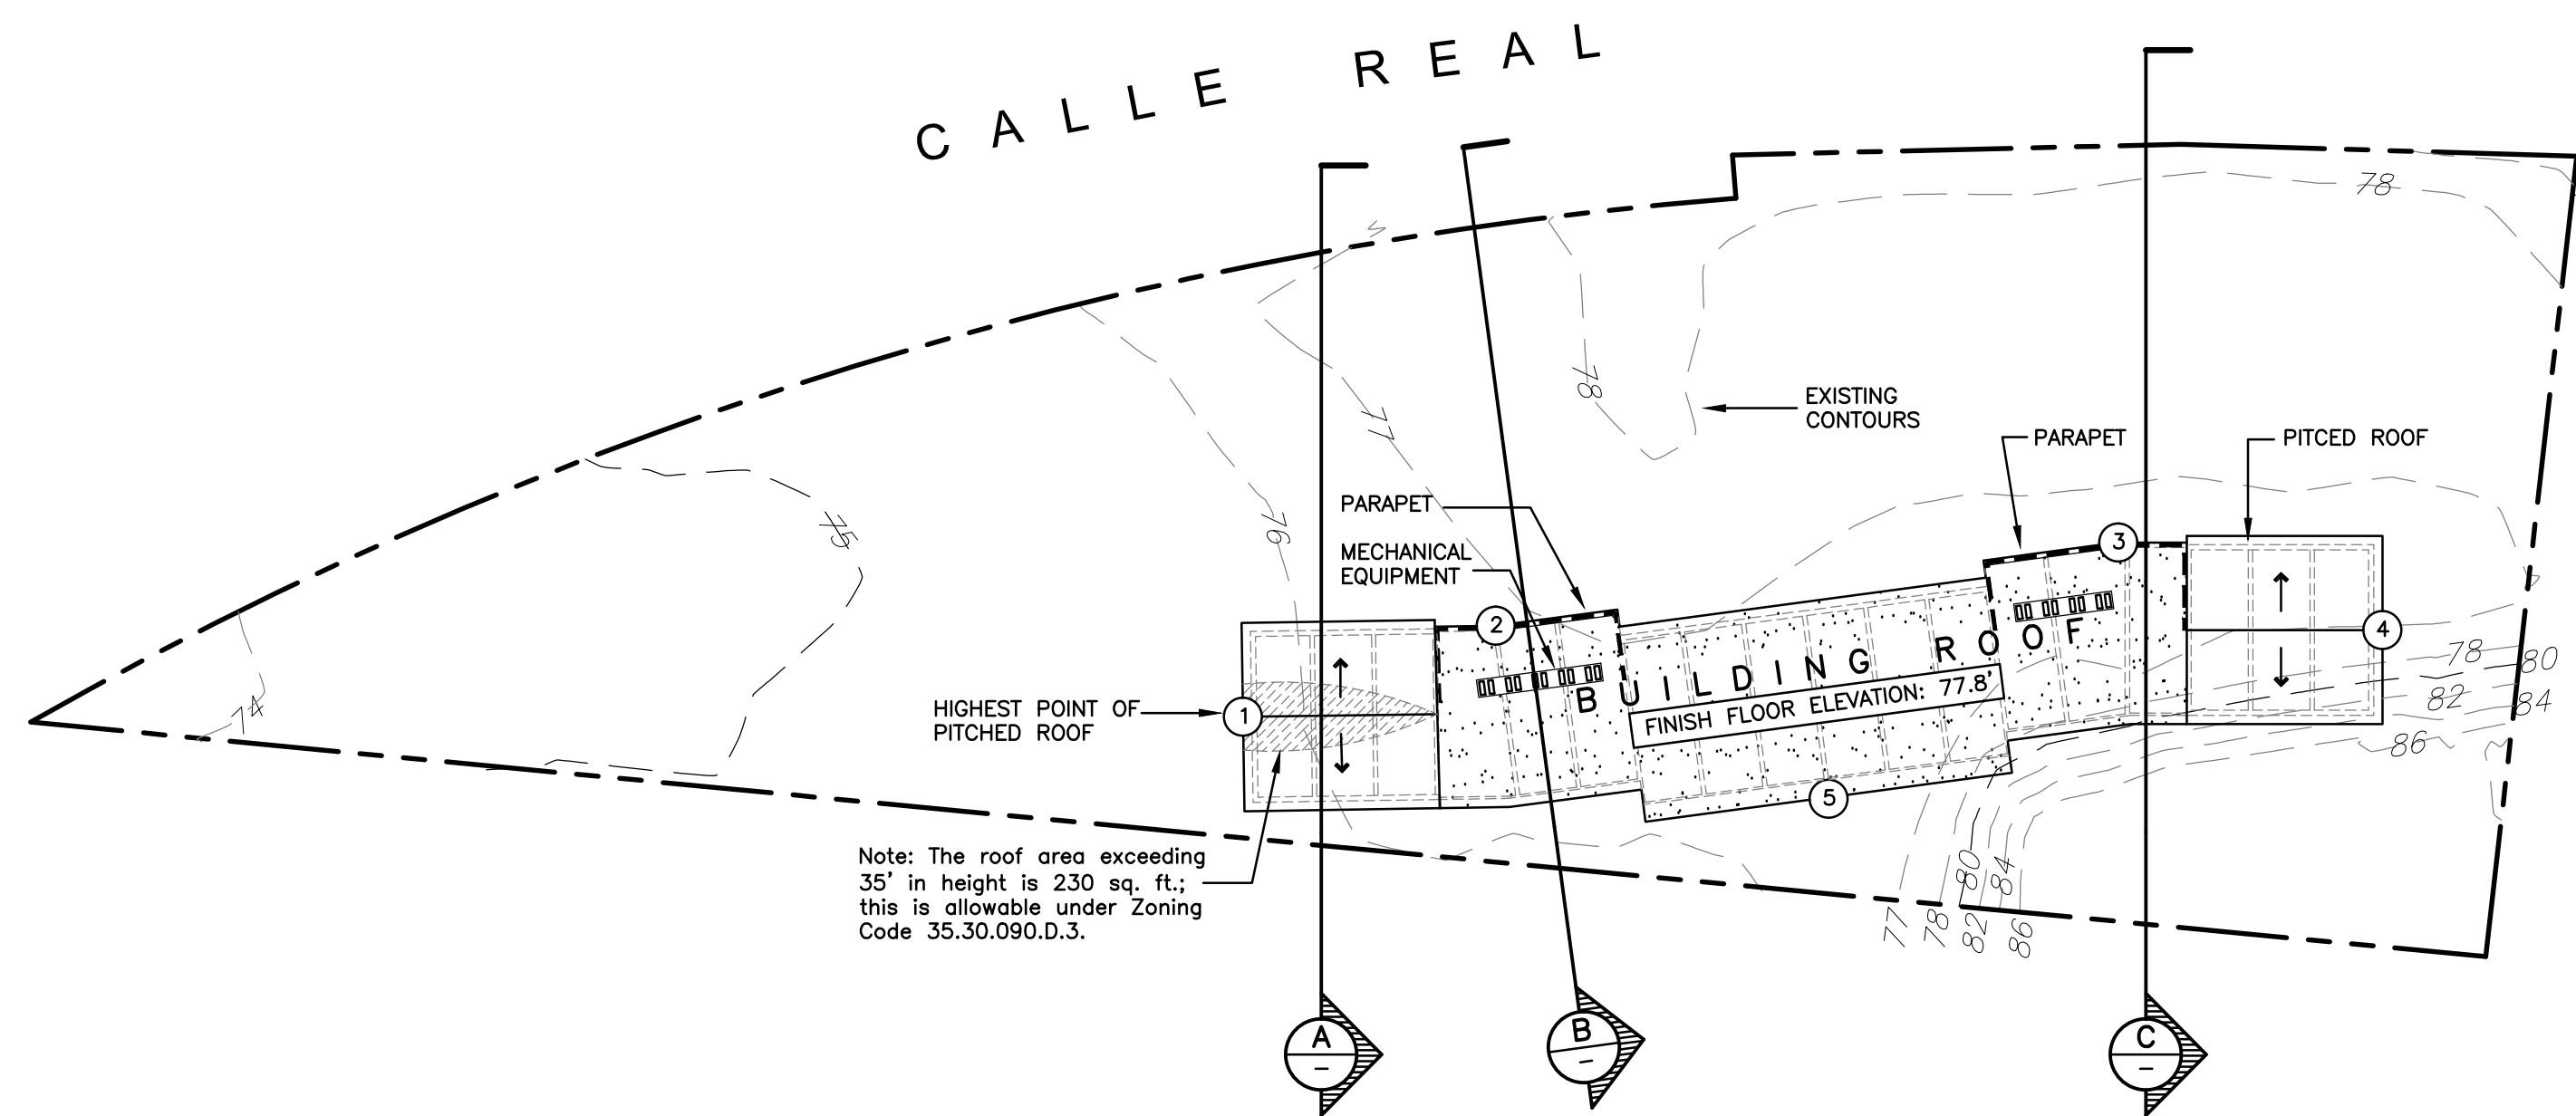 CALLE REAL
78
78
EXISTING
CONTOURS
77
PARAPET
PITCED ROOF
PARAPET
75
76
MECHANICAL
EQUIPMENT
3
2
4
BUILDING ROOF
FINISH FLOOR ELEVATION: 77.8'
78
80
82
84
86
74
HIGHEST POINT OF
PITCHED ROOF
1
5
Note: The roof area exceeding
35' in height is 230 sq. ft.;
this is allowable under Zoning
Code 35.30.090.D.3.
80
84
77
78
82
86
A
-
B
-
C
-